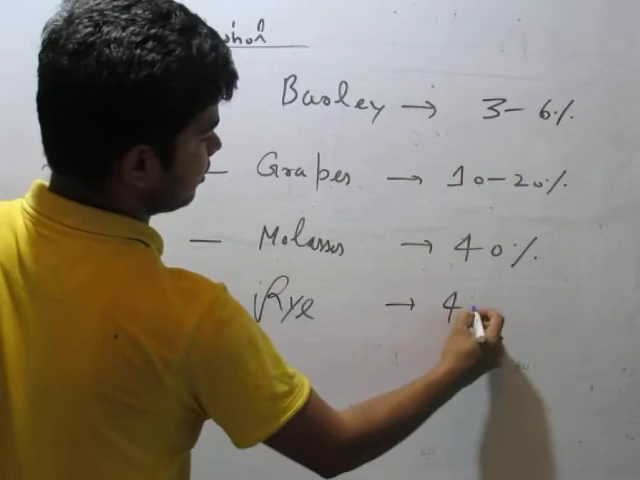 Barley → 3-6%
— Grapes → 10-20%
— Molasses → 40%
Rye → 4